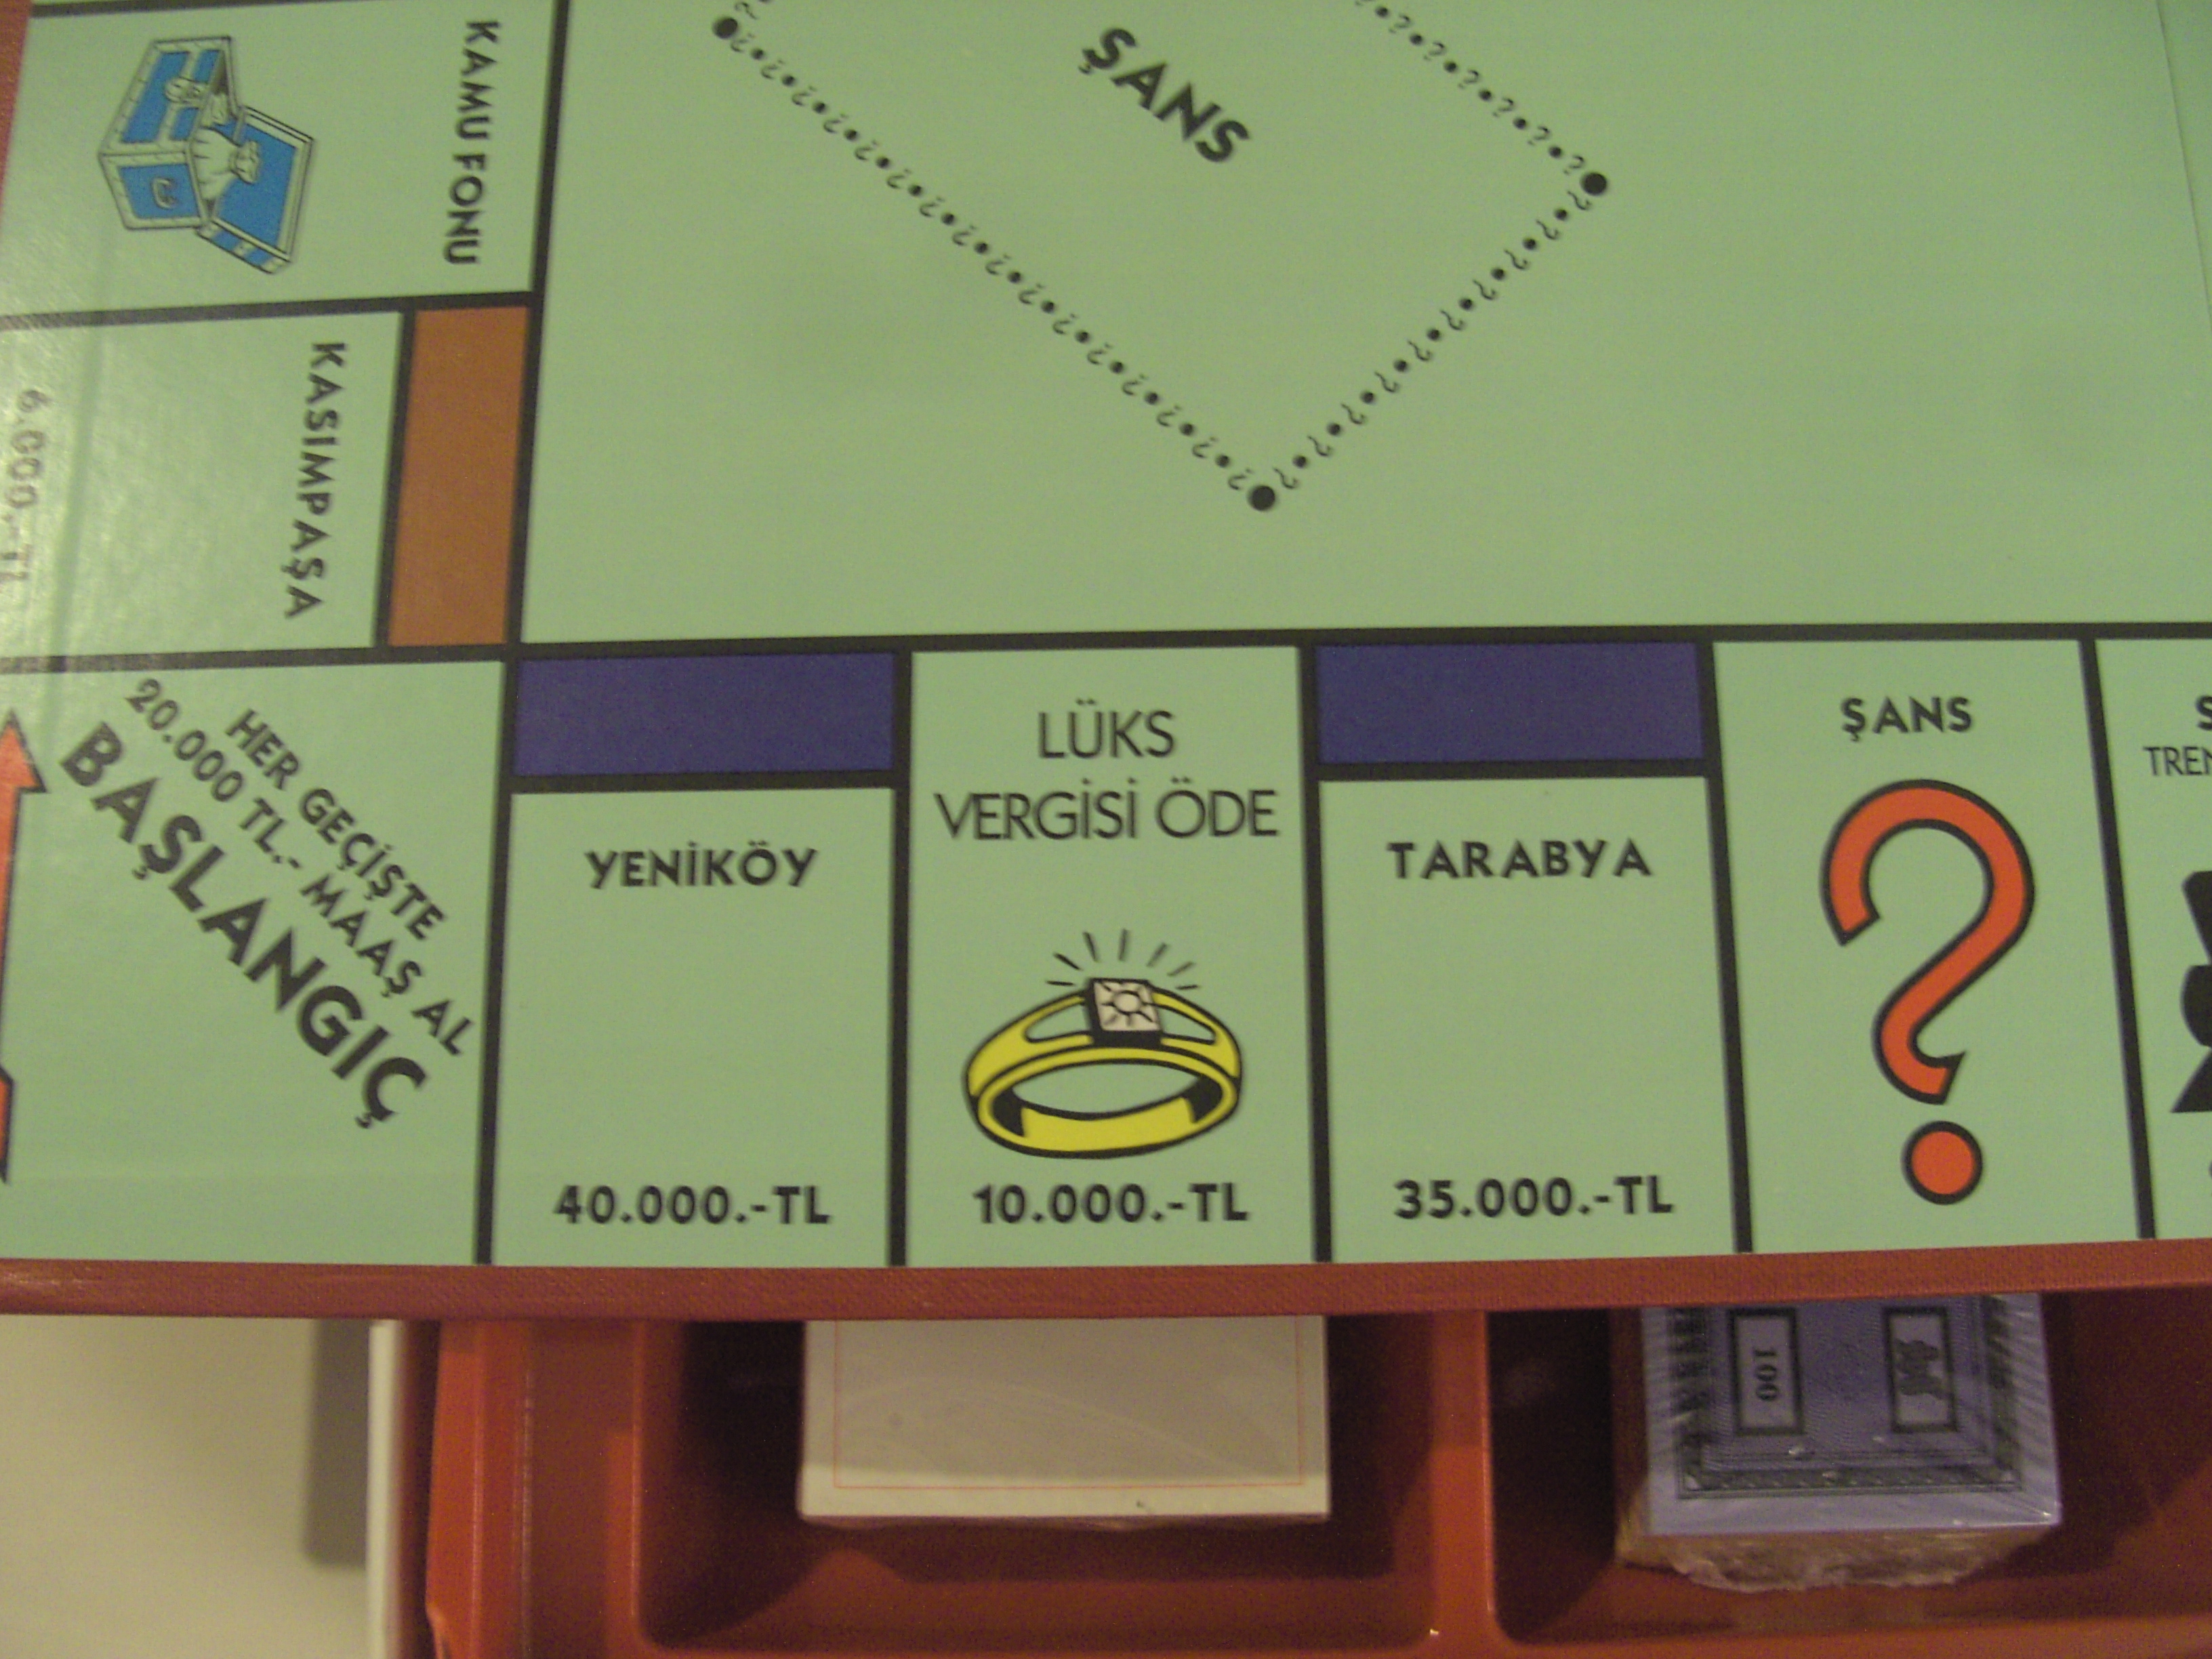 KAMU FONU
ŞANS
KASIMPAŞA
6.000.-TL
HER GEÇİŞTE
20.000 TL.- MAAŞ AL
BAŞLANGIÇ
YENİKÖY
40.000.-TL
LÜKS
VERGİSİ ÖDE
10.000.-TL
TARABYA
35.000.-TL
ŞANS
100